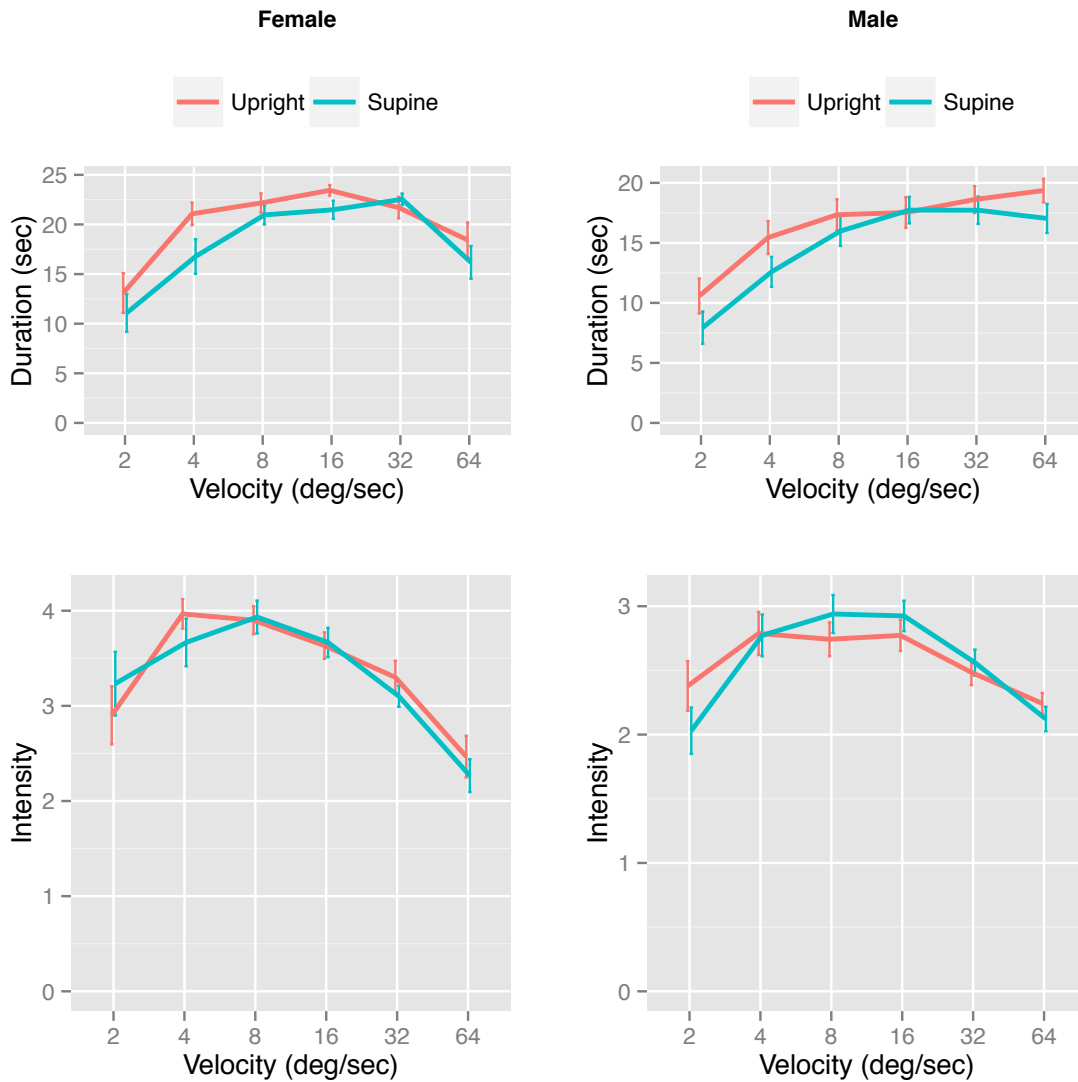 Female
Male
Upright Supine
Upright Supine
Duration (sec)
25
20
15
10
5
0
2 4 8 16 32 64
Velocity (deg/sec)
Duration (sec)
20
15
10
5
0
2 4 8 16 32 64
Velocity (deg/sec)
Intensity
4
3
2
1
0
2 4 8 16 32 64
Velocity (deg/sec)
Intensity
3
2
1
0
2 4 8 16 32 64
Velocity (deg/sec)